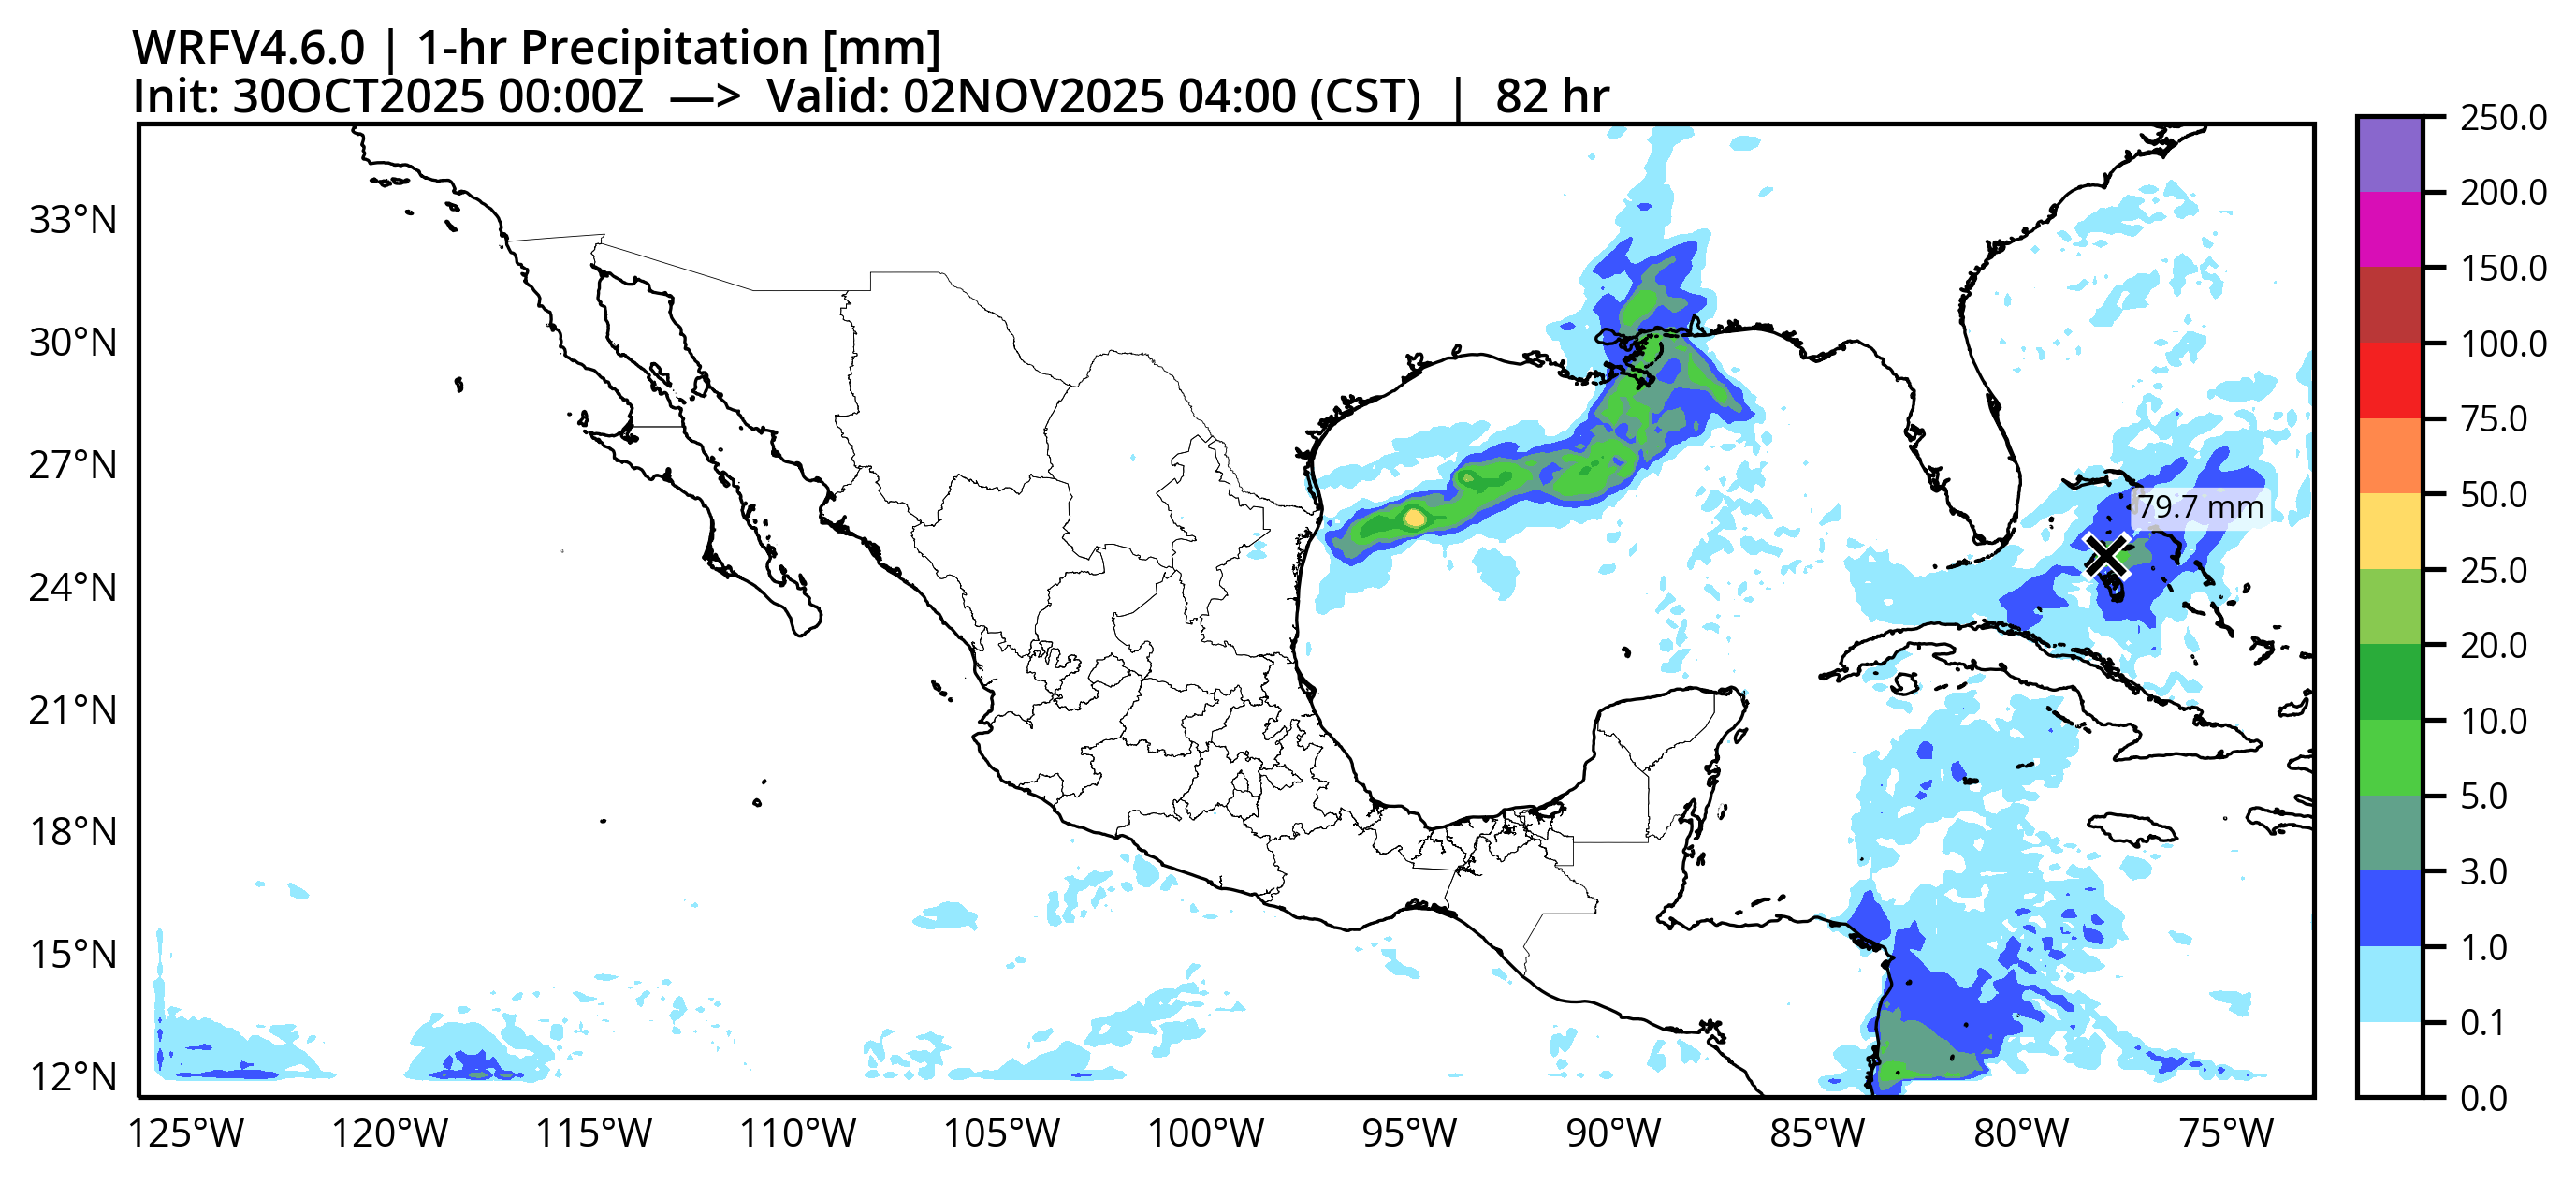 WRFV4.6.0 | 1-hr Precipitation [mm]
Init: 30OCT2025 00:00Z —> Valid: 02NOV2025 04:00 (CST) | 82 hr
33°N
30°N
27°N
24°N
21°N
18°N
15°N
12°N
125°W 120°W 115°W 110°W 105°W 100°W 95°W 90°W 85°W 80°W 75°W
79.7 mm
250.0
200.0
150.0
100.0
75.0
50.0
25.0
20.0
10.0
5.0
3.0
1.0
0.1
0.0